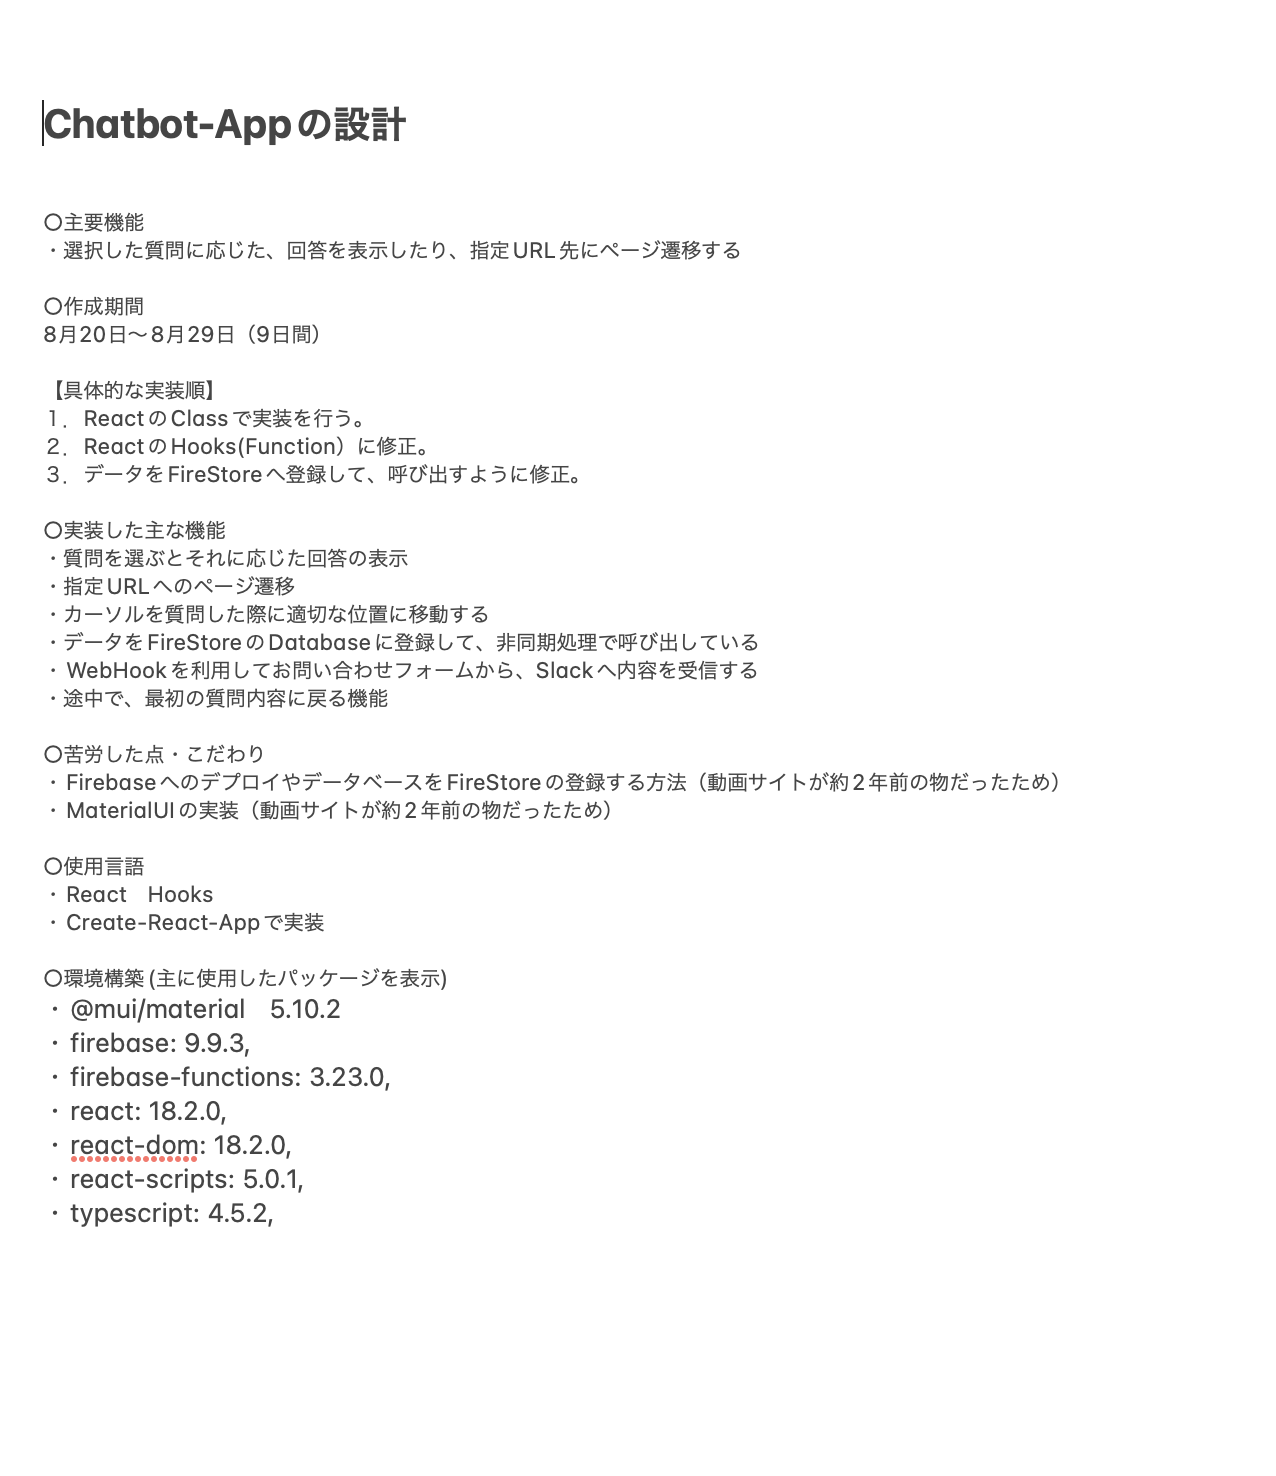 Chatbot-Appの設計
〇主要機能
・選択した質問に応じた、回答を表示したり、指定URL先にページ遷移する
〇作成期間
8月20日〜8月29日（9日間）
【具体的な実装順】
１．ReactのClassで実装を行う。
２．ReactのHooks(Function）に修正。
３．データをFireStoreへ登録して、呼び出すように修正。
〇実装した主な機能
・質問を選ぶとそれに応じた回答の表示
・指定URLへのページ遷移
・カーソルを質問した際に適切な位置に移動する
・データをFireStoreのDatabaseに登録して、非同期処理で呼び出している
・WebHookを利用してお問い合わせフォームから、Slackへ内容を受信する
・途中で、最初の質問内容に戻る機能
〇苦労した点・こだわり
・FirebaseへのデプロイやデータベースをFireStoreの登録する方法（動画サイトが約２年前の物だったため）
・MaterialUIの実装（動画サイトが約２年前の物だったため）
〇使用言語
・React　Hooks
・Create-React-Appで実装
〇環境構築(主に使用したパッケージを表示)
・@mui/material　5.10.2
・firebase: 9.9.3,
・firebase-functions: 3.23.0,
・react: 18.2.0,
・react-dom: 18.2.0,
・react-scripts: 5.0.1,
・typescript: 4.5.2,